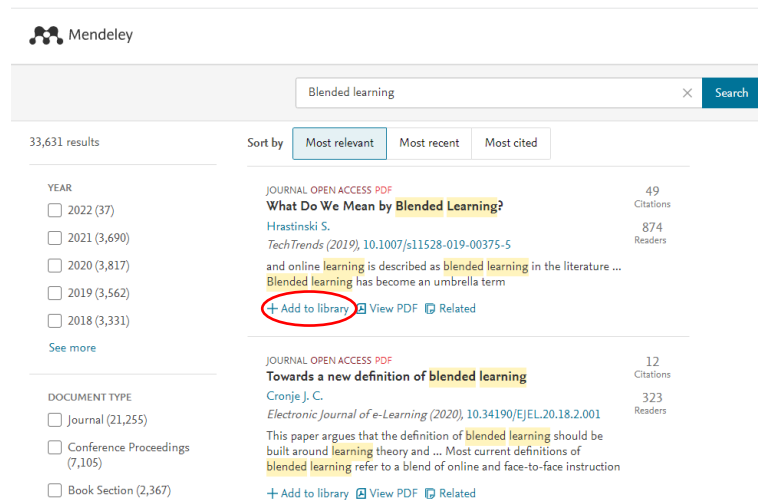 Mendeley
Blended learning
Search
33,631 results
Sort by Most relevant Most recent Most cited
YEAR
2022 (37)
2021 (3,690)
2020 (3,817)
2019 (3,562)
2018 (3,331)
See more
DOCUMENT TYPE
Journal (21,255)
Conference Proceedings
(7,105)
Book Section (2,367)
JOURNAL OPEN ACCESS PDF
What Do We Mean by Blended Learning?
Hrastinski S.
TechTrends (2019), 10.1007/s11528-019-00375-5
and online learning is described as blended learning in the literature ...
Blended learning has become an umbrella term
+ Add to library View PDF Related
49
Citations
874
Readers
JOURNAL OPEN ACCESS PDF
Towards a new definition of blended learning
Cronje J. C.
Electronic Journal of e-Learning (2020), 10.34190/EJEL.20.18.2.001
This paper argues that the definition of blended learning should be
built around learning theory and ... Most current definitions of
blended learning refer to a blend of online and face-to-face instruction
+ Add to library View PDF Related
12
Citations
323
Readers